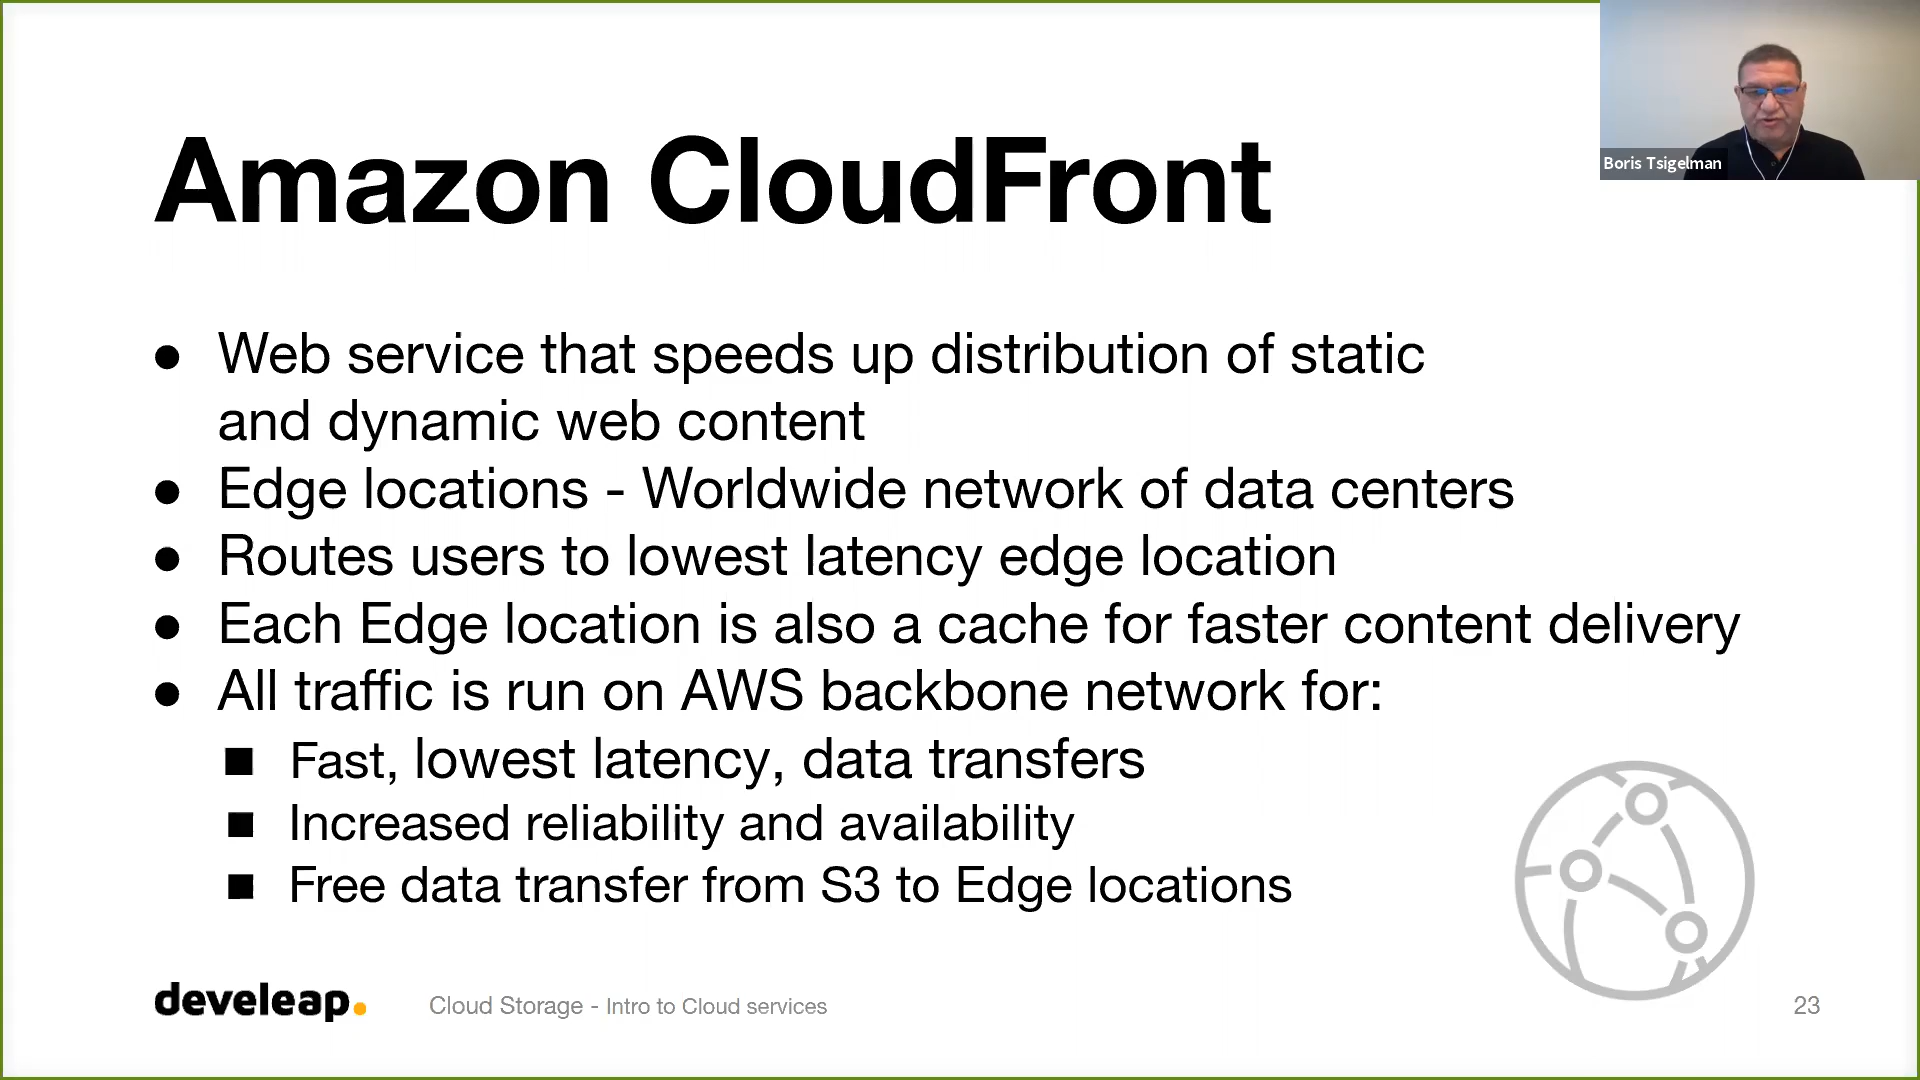 Boris Tsigelman
Amazon CloudFront
● Web service that speeds up distribution of static
and dynamic web content
● Edge locations - Worldwide network of data centers
● Routes users to lowest latency edge location
● Each Edge location is also a cache for faster content delivery
● All traffic is run on AWS backbone network for:
■ Fast, lowest latency, data transfers
■ Increased reliability and availability
■ Free data transfer from S3 to Edge locations
develeap.
Cloud Storage - Intro to Cloud services
23